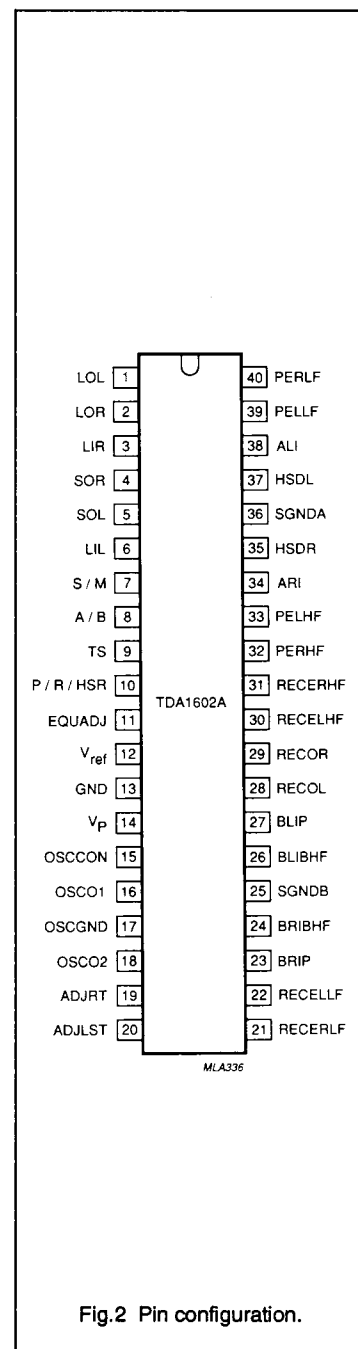 LOL 1 40 PERLF
LOR 2 39 PELLF
LIR 3 38 ALI
SOR 4 37 HSDL
SOL 5 36 SGNDA
LIL 6 35 HSDR
S / M 7 34 ARI
A / B 8 33 PELHF
TS 9 32 PERHF
P / R / HSR 10 31 RECERHF
TDA1602A
EQUADJ 11 30 RECELHF
Vref 12 29 RECOR
GND 13 28 RECOL
VP 14 27 BLIP
OSCCON 15 26 BLIBHF
OSCO1 16 25 SGNDB
OSCGND 17 24 BRIBHF
OSCO2 18 23 BRIP
ADJRT 19 22 RECELLF
ADJLST 20 21 RECERLF
MLA336
Fig.2 Pin configuration.